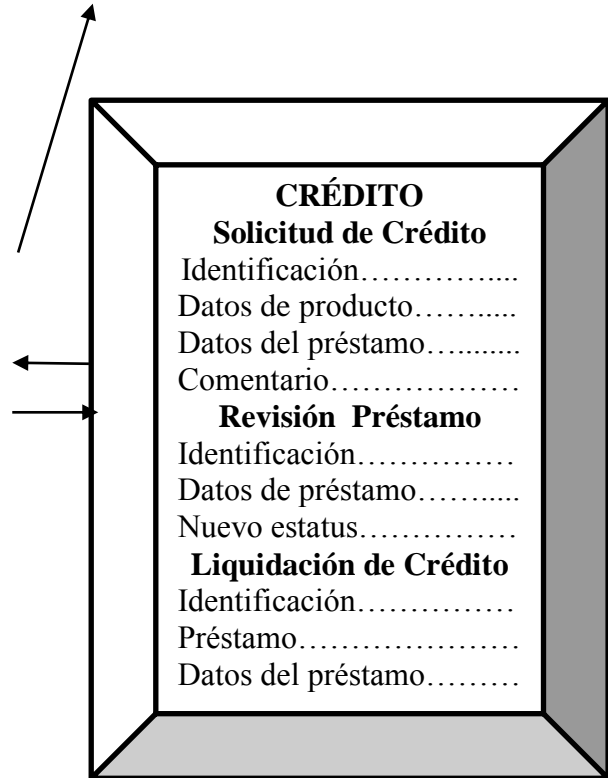 CRÉDITO
Solicitud de Crédito
Identificación…………....
Datos de producto…….....
Datos del préstamo…........
Comentario………………
Revisión  Préstamo
Identificación……………
Datos de préstamo…….....
Nuevo estatus……………
Liquidación de Crédito
Identificación……………
Préstamo…………………
Datos del préstamo………